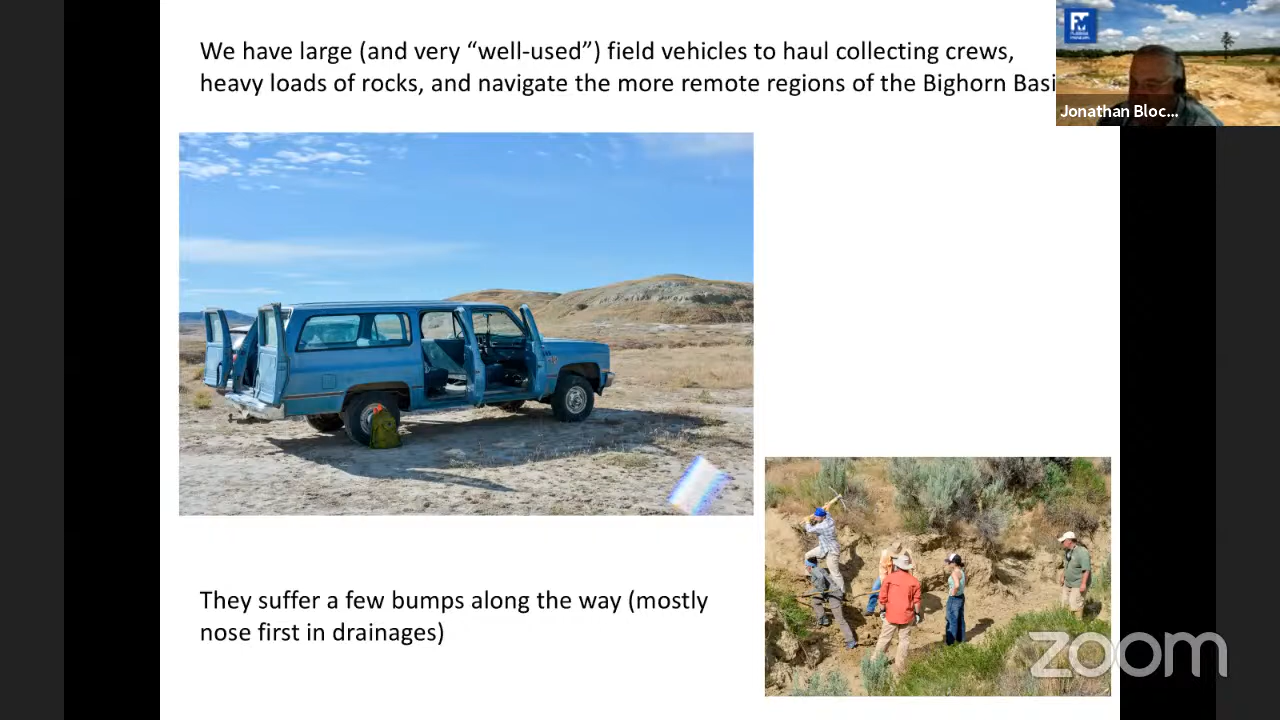 We have large (and very “well-used”) field vehicles to haul collecting crews,
heavy loads of rocks, and navigate the more remote regions of the Bighorn Basi
Jonathan Bloc...
They suffer a few bumps along the way (mostly
nose first in drainages)
zoom